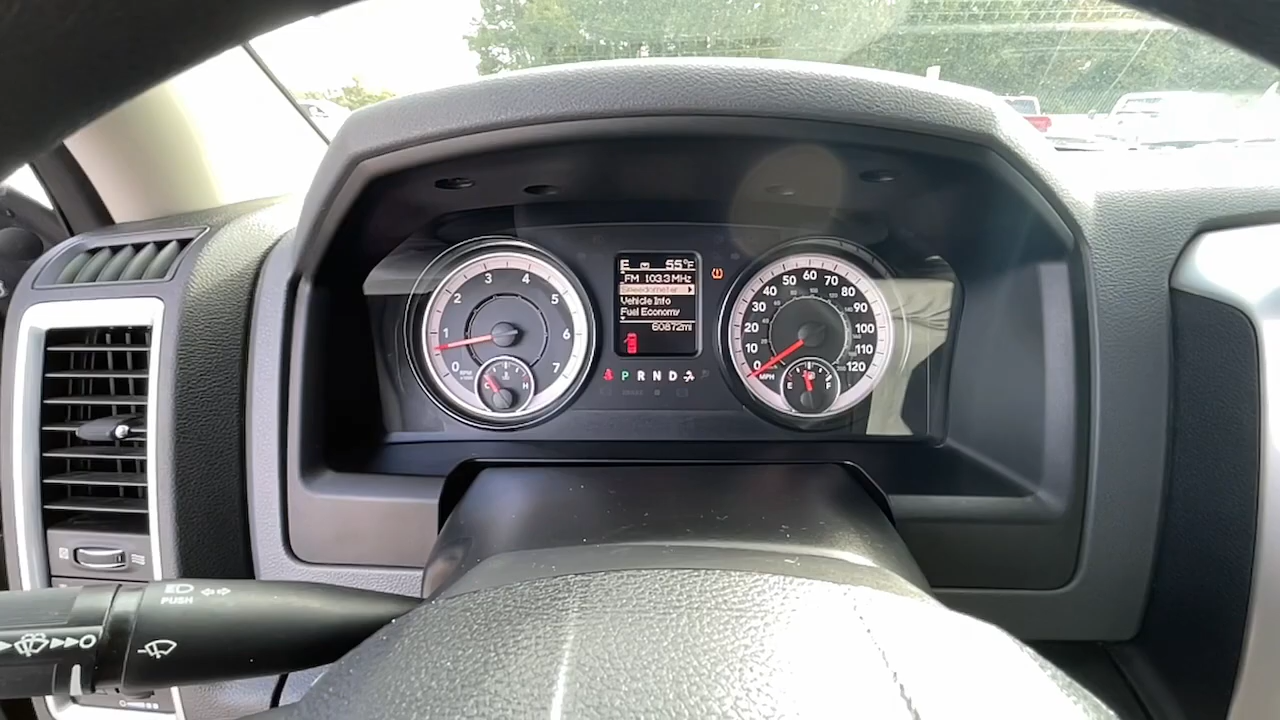 E 55°F
FM 103.3 MHz
Speedometer
Vehicle Info
Fuel Economy
60872mi
P R N D
0 1 2 3 4 5 6 7
RPM
C H
0 10 20 30 40 50 60 70 80 90 100 110 120
MPH
E F
PUSH